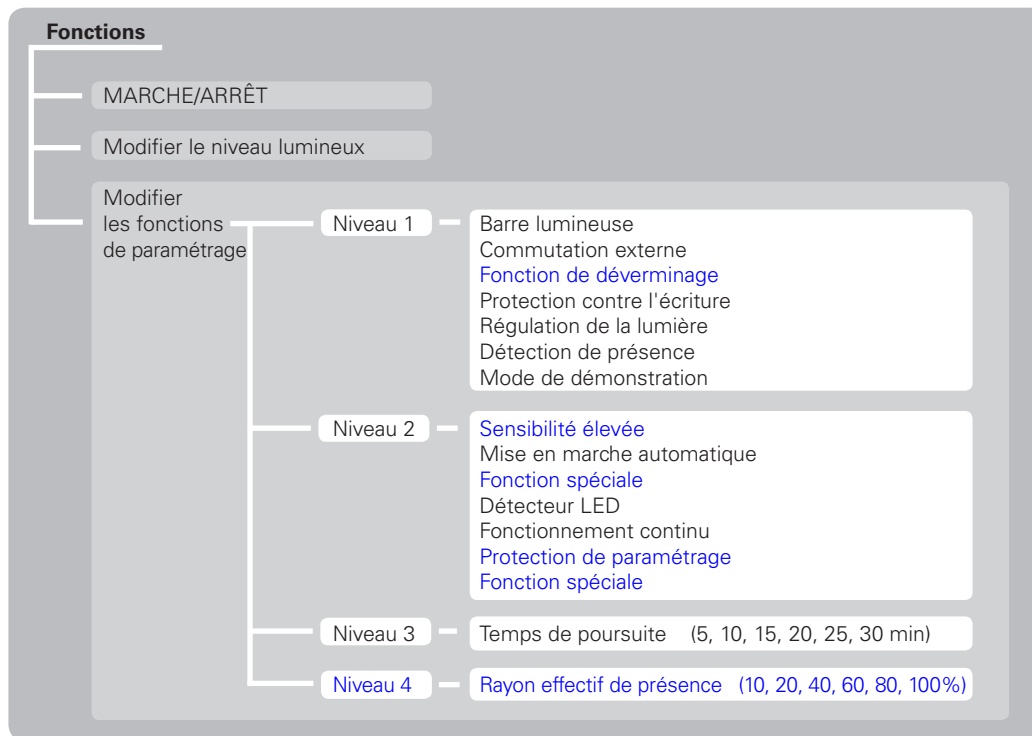 Fonctions
MARCHE/ARRÊT
Modifier le niveau lumineux
Modifier
les fonctions
de paramétrage
Niveau 1
Barre lumineuse
Commutation externe
Fonction de déverminage
Protection contre l'écriture
Régulation de la lumière
Détection de présence
Mode de démonstration
Niveau 2
Sensibilité élevée
Mise en marche automatique
Fonction spéciale
Détecteur LED
Fonctionnement continu
Protection de paramétrage
Fonction spéciale
Niveau 3
Temps de poursuite (5, 10, 15, 20, 25, 30 min)
Niveau 4
Rayon effectif de présence (10, 20, 40, 60, 80, 100%)